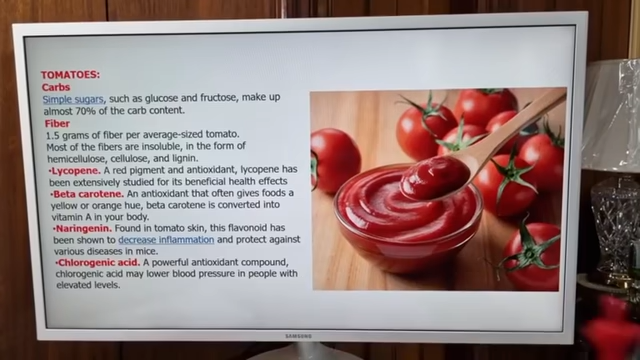 TOMATOES:
Carbs
Simple sugars, such as glucose and fructose, make up
almost 70% of the carb content.
Fiber
1.5 grams of fiber per average-sized tomato.
Most of the fibers are insoluble, in the form of
hemicellulose, cellulose, and lignin.
•Lycopene. A red pigment and antioxidant, lycopene has
been extensively studied for its beneficial health effects
•Beta carotene. An antioxidant that often gives foods a
yellow or orange hue, beta carotene is converted into
vitamin A in your body.
•Naringenin. Found in tomato skin, this flavonoid has
been shown to decrease inflammation and protect against
various diseases in mice.
•Chlorogenic acid. A powerful antioxidant compound,
chlorogenic acid may lower blood pressure in people with
elevated levels.
SAMSUNG